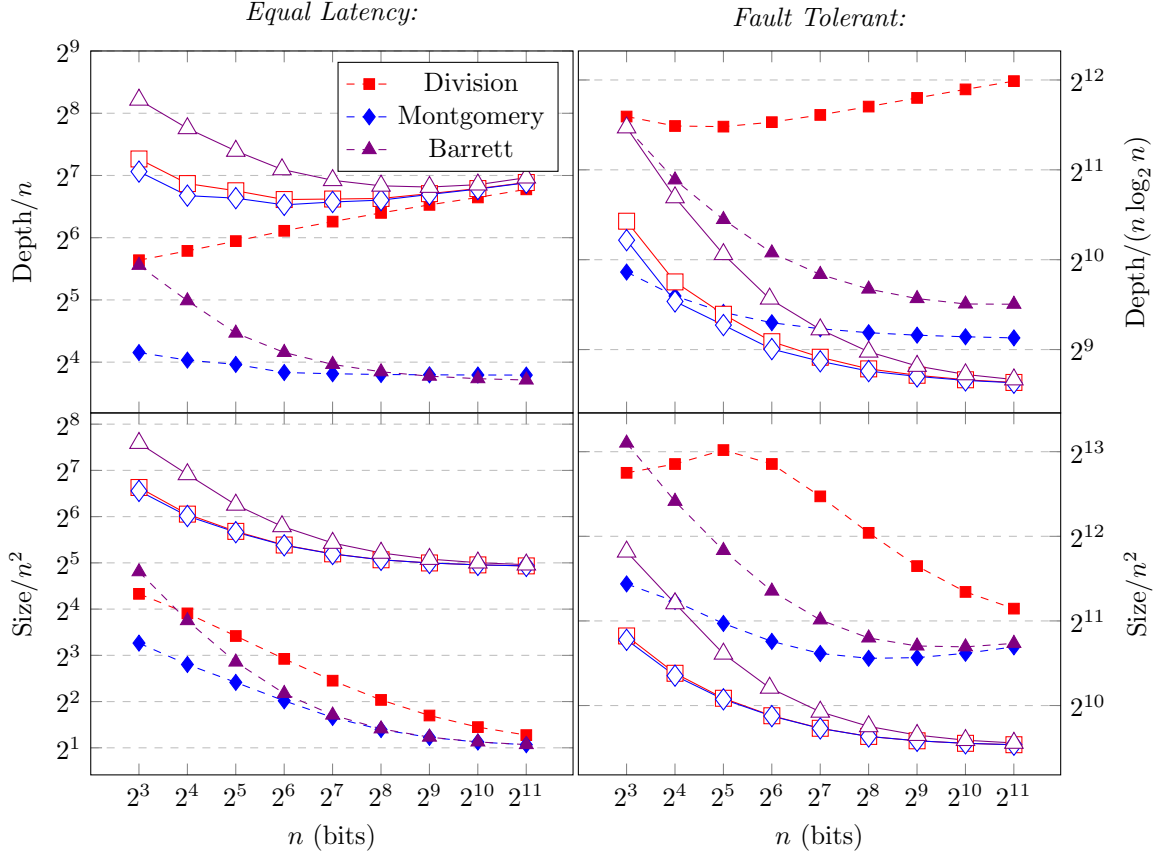 Equal Latency:
Fault Tolerant:
Division
Montgomery
Barrett
Depth/n
2^9
2^8
2^7
2^6
2^5
2^4
Depth/(n log₂ n)
2^12
2^11
2^10
2^9
Size/n²
2^8
2^7
2^6
2^5
2^4
2^3
2^2
2^1
Size/n²
2^13
2^12
2^11
2^10
2^3 2^4 2^5 2^6 2^7 2^8 2^9 2^10 2^11
n (bits)
2^3 2^4 2^5 2^6 2^7 2^8 2^9 2^10 2^11
n (bits)